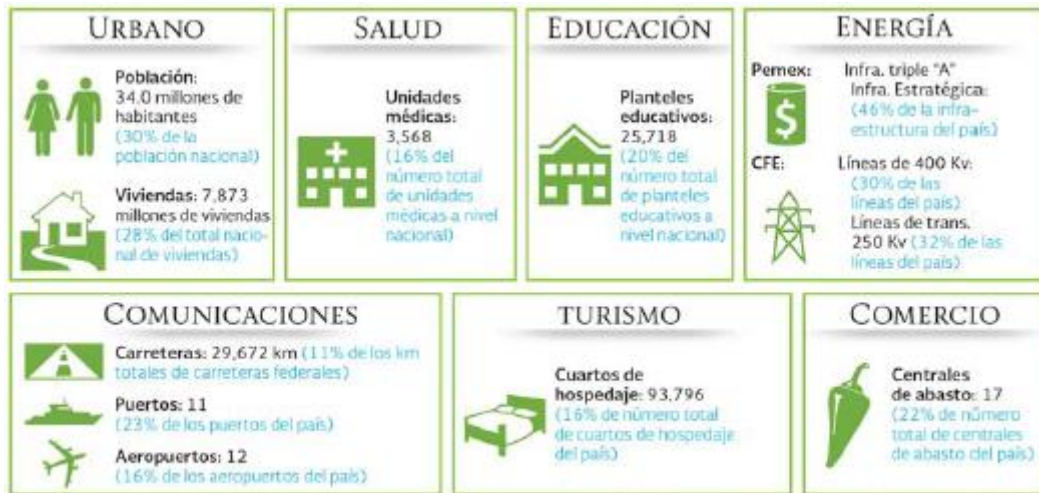 URBANO
Población:
34.0 millones de
habitantes
(30% de la
población nacional)
Viviendas: 7,873
millones de viviendas
(28% del total nacio-
nal de viviendas)
SALUD
Unidades
médicas:
3,568
(16% del
número total
de unidades
médicas a nivel
nacional)
EDUCACIÓN
Planteles
educativos:
25,718
(20% del
número total
de planteles
educativos a
nivel nacional)
ENERGÍA
Pemex: Infra. triple "A"
Infra. Estratégica:
(46% de la infra-
estructura del país)
$
CFE: Líneas de 400 Kv:
(30% de las
líneas del país)
Líneas de trans.
250 Kv (32% de las
líneas del país)
COMUNICACIONES
Carreteras: 29,672 km (11% de los km
totales de carreteras federales)
Puertos: 11
(23% de los puertos del país)
Aeropuertos: 12
(16% de los aeropuertos del país)
TURISMO
Cuartos de
hospedaje: 93,796
(16% de número total
de cuartos de hospedaje
del país)
COMERCIO
Centrales
de abasto: 17
(22% de número
total de centrales
de abasto del país)